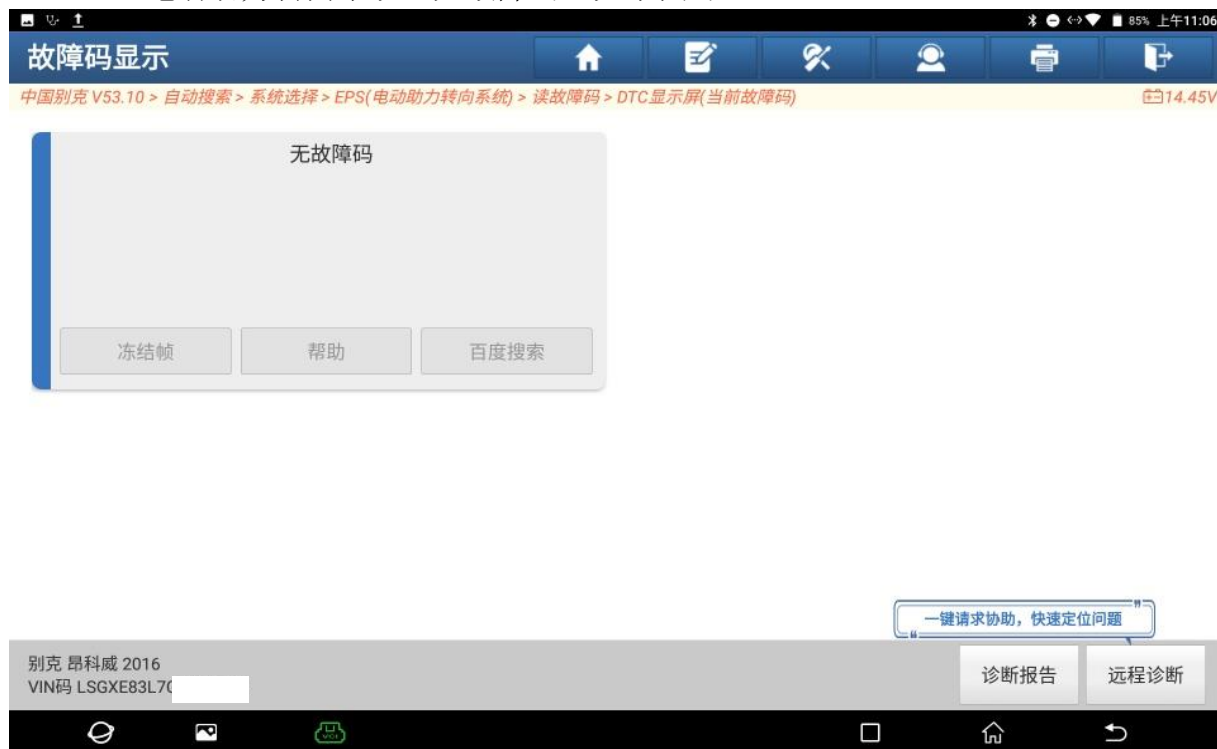 85% 上午11:06
故障码显示
中国别克 V53.10 > 自动搜索 > 系统选择 > EPS(电动助力转向系统) > 读故障码 > DTC显示屏(当前故障码)
14.45V
无故障码
冻结帧
帮助
百度搜索
一键请求协助，快速定位问题
别克 昂科威 2016
VIN码 LSGXE83L7
诊断报告
远程诊断
VCI